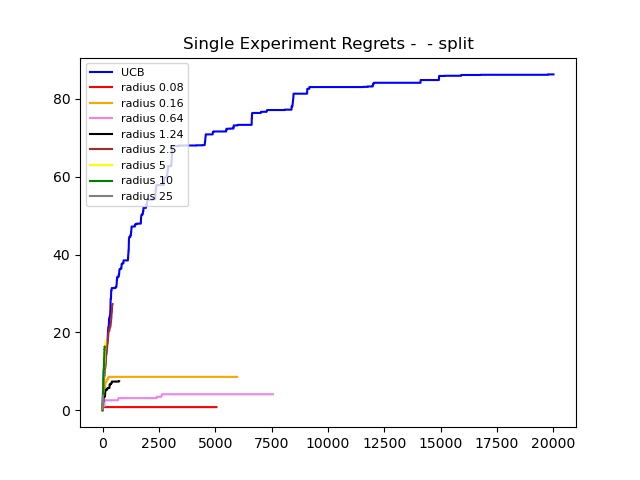 Single Experiment Regrets -  - split
UCB
radius 0.08
radius 0.16
radius 0.64
radius 1.24
radius 2.5
radius 5
radius 10
radius 25
80
60
40
20
0
0 2500 5000 7500 10000 12500 15000 17500 20000